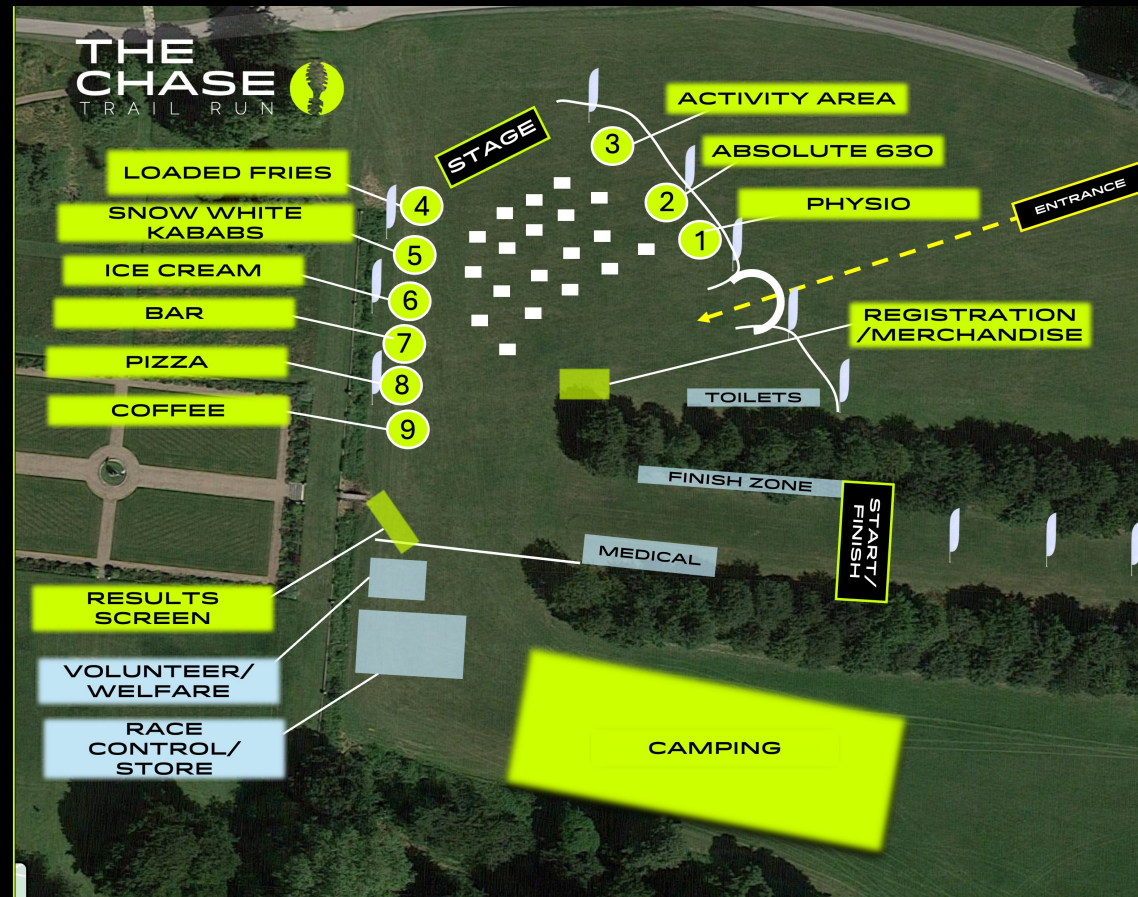 THE
CHASE
TRAIL RUN
STAGE
ACTIVITY AREA
ABSOLUTE 630
PHYSIO
ENTRANCE
REGISTRATION
/MERCHANDISE
LOADED FRIES
SNOW WHITE
KABABS
ICE CREAM
BAR
PIZZA
COFFEE
3
2
1
4
5
6
7
8
9
TOILETS
FINISH ZONE
START/
FINISH
MEDICAL
RESULTS
SCREEN
VOLUNTEER/
WELFARE
RACE
CONTROL/
STORE
CAMPING